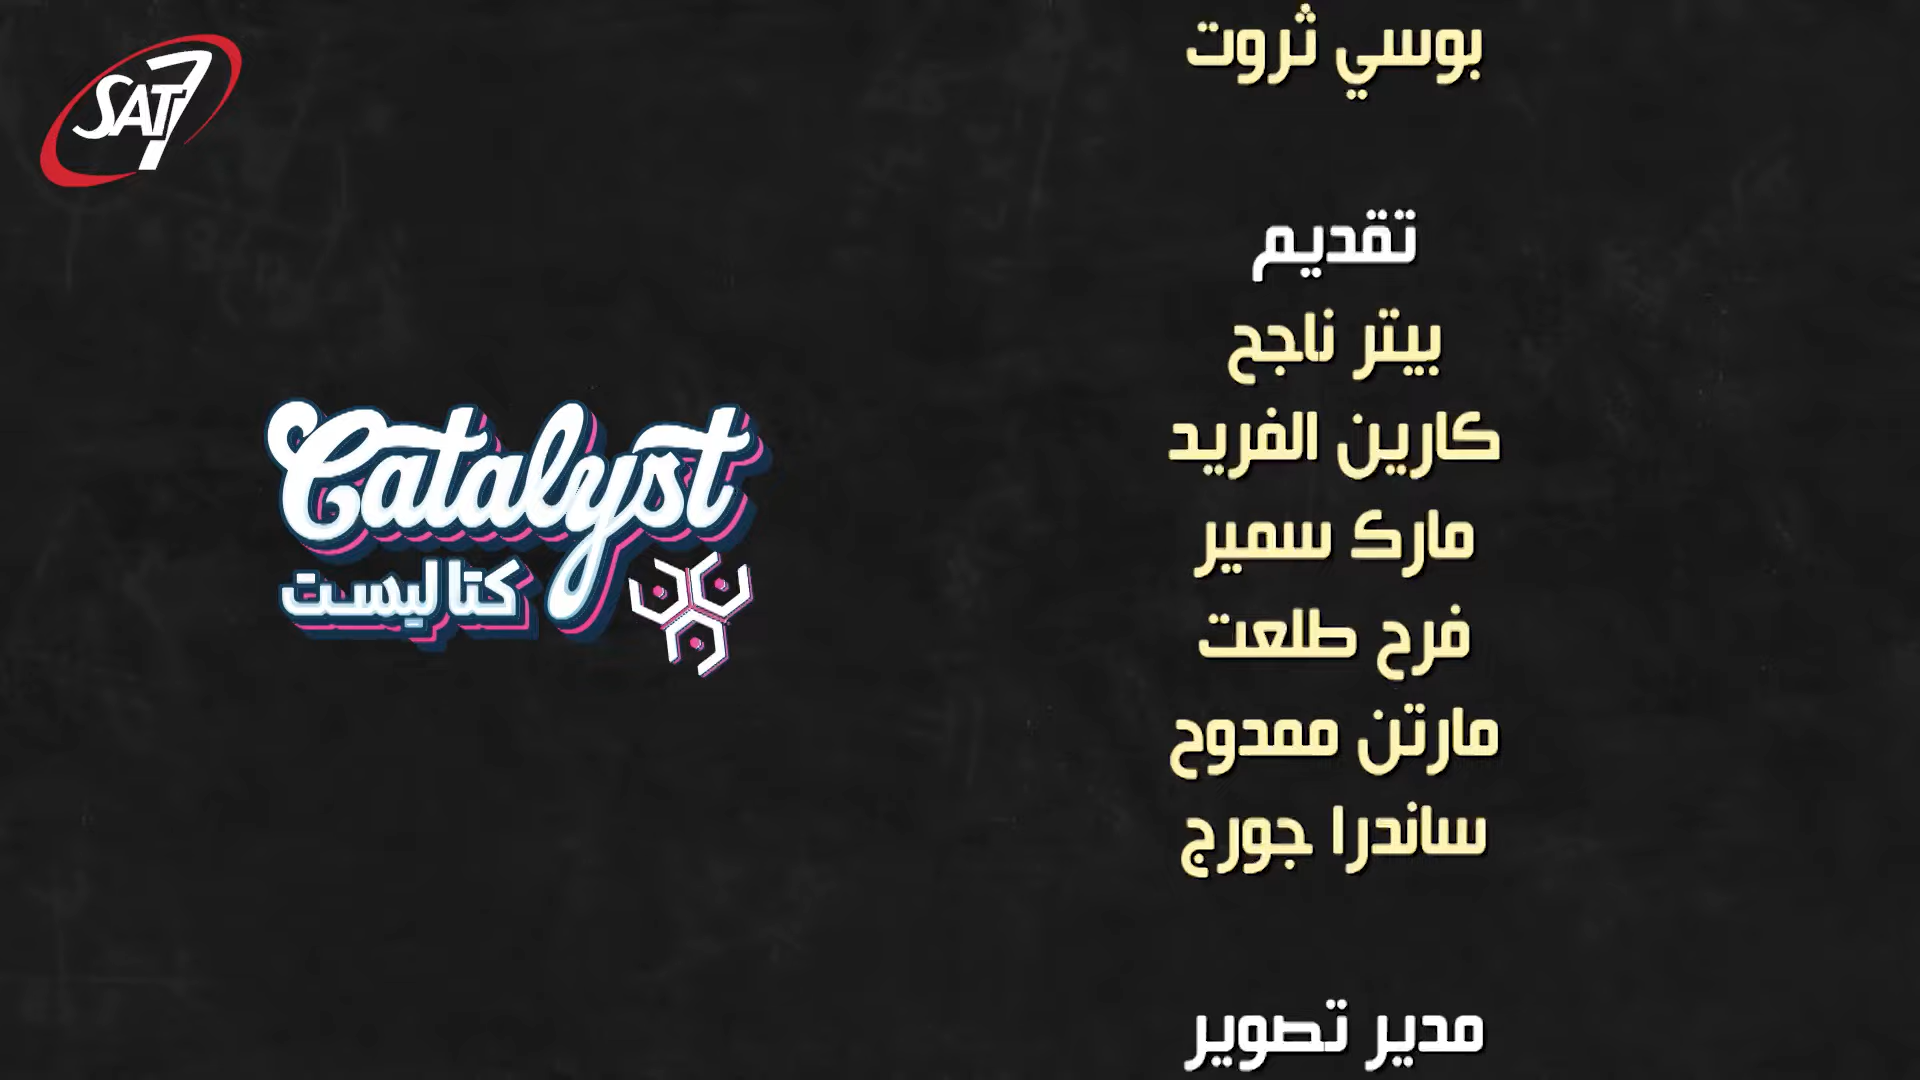 SAT7
Catalyst
كتاليست
بوسي ثروت
تقديم
بيتر ناجح
كارين الفريد
مارك سمير
فرح طلعت
مارتن ممدوح
ساندرا جورج
مدير تصوير